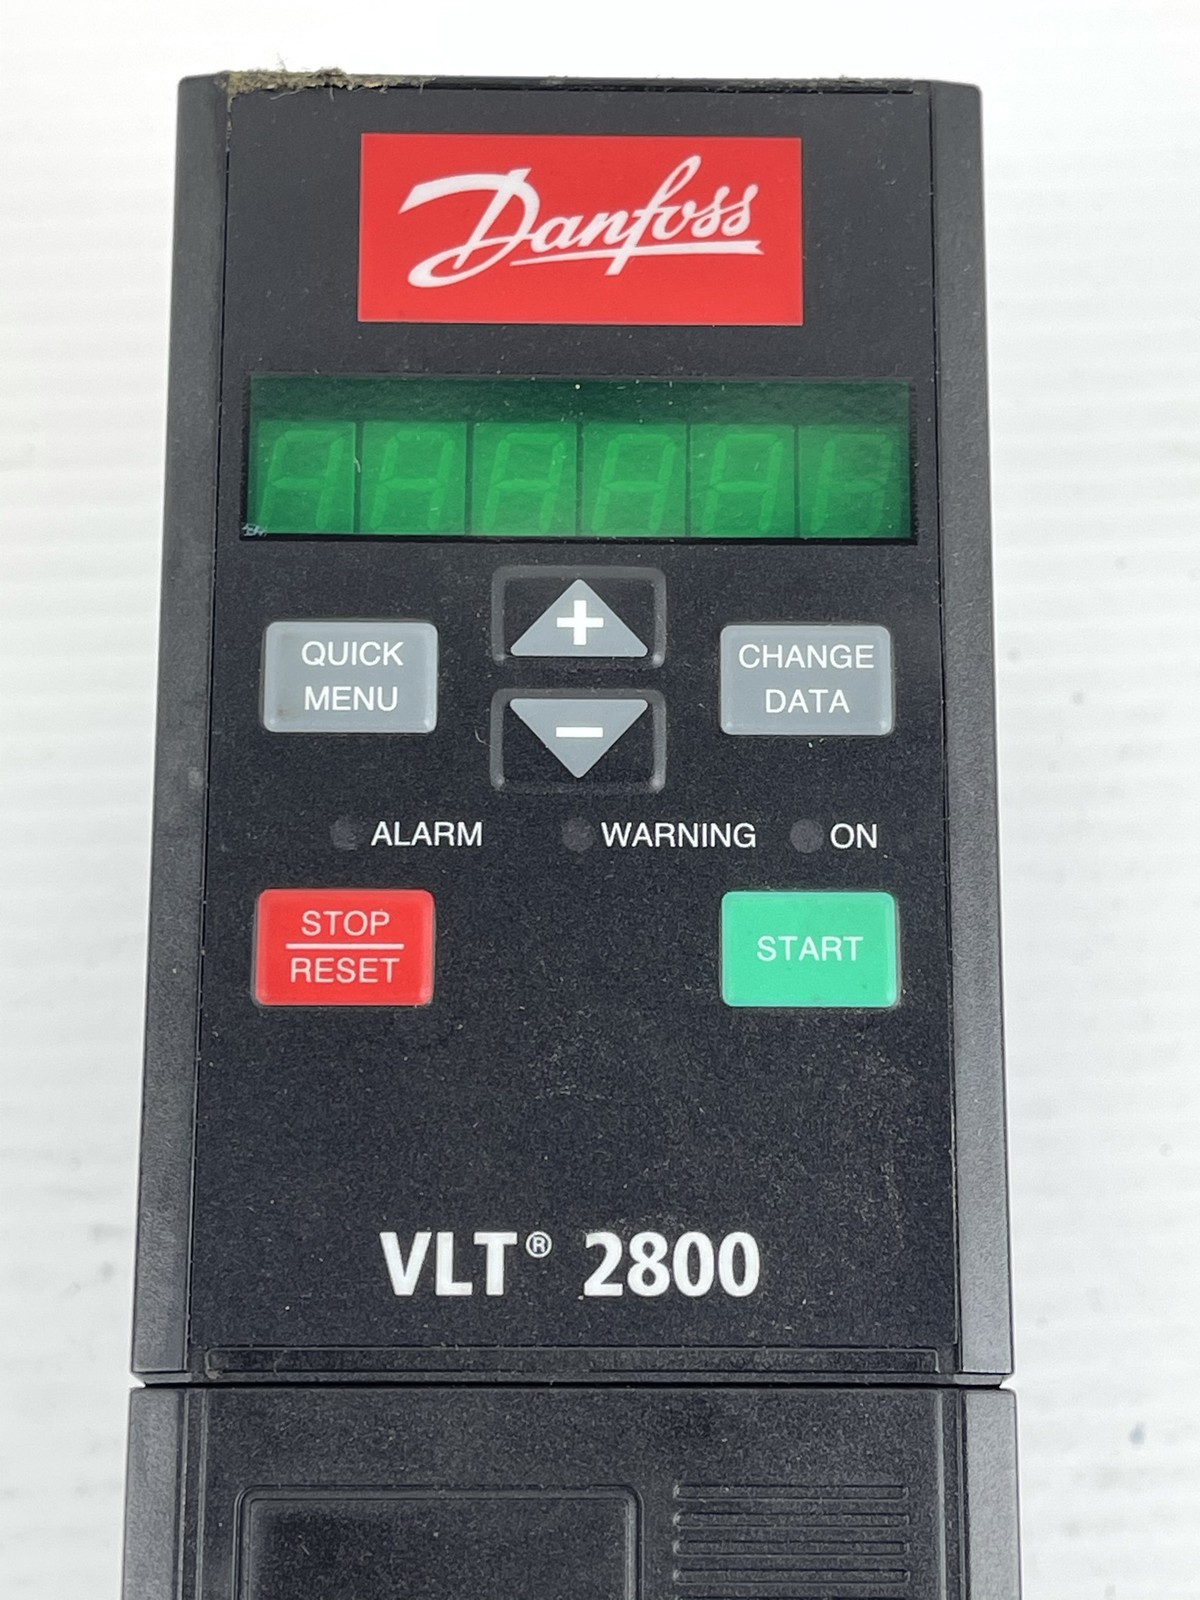 Danfoss
QUICK
MENU
+
CHANGE
DATA
-
ALARM
WARNING
ON
STOP
RESET
START
VLT® 2800